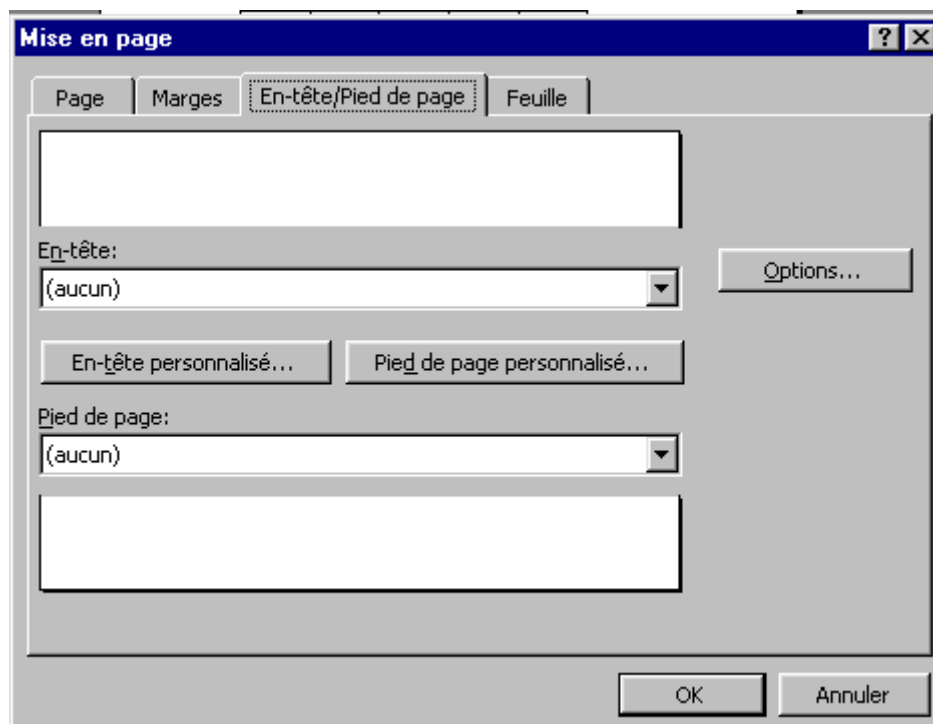 Mise en page
Page Marges En-tête/Pied de page Feuille
En-tête:
(aucun)
Options...
En-tête personnalisé... Pied de page personnalisé...
Pied de page:
(aucun)
OK Annuler